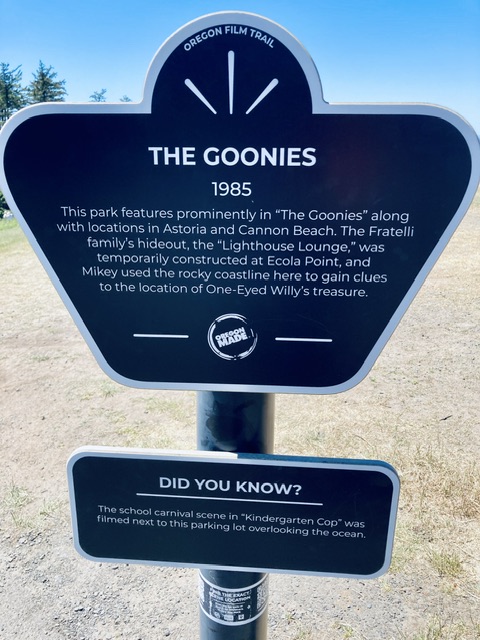 OREGON FILM TRAIL
THE GOONIES
1985
This park features prominently in "The Goonies" along
with locations in Astoria and Cannon Beach. The Fratelli
family's hideout, the "Lighthouse Lounge," was
temporarily constructed at Ecola Point, and
Mikey used the rocky coastline here to gain clues
to the location of One-Eyed Willy's treasure.
OREGON
MADE
DID YOU KNOW?
The school carnival scene in "Kindergarten Cop" was
filmed next to this parking lot overlooking the ocean.
THE EXACT
LOCATION